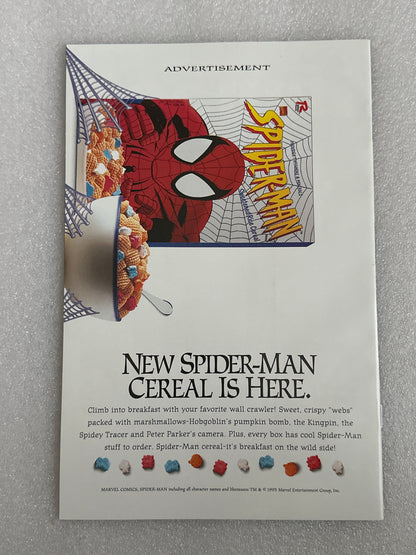 ADVERTISEMENT
SPIDER-MAN
NEW SPIDER-MAN
CEREAL IS HERE.
Climb into breakfast with your favorite wall crawler! Sweet, crispy "webs"
packed with marshmallows-Hobgoblin's pumpkin bomb, the Kingpin, the
Spidey Tracer and Peter Parker's camera. Plus, every box has cool Spider-Man
stuff to order. Spider-Man cereal-it's breakfast on the wild side!
MARVEL COMICS, SPIDER-MAN including all character names and likenesses TM & © 1995 Marvel Entertainment Group, Inc.